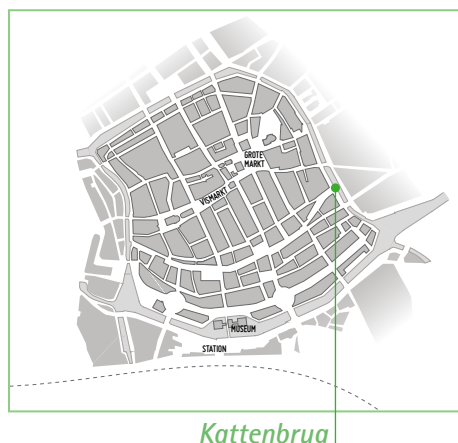 GROTE
MARKT
VISMARKT
MUSEUM
STATION
Kattenbrug